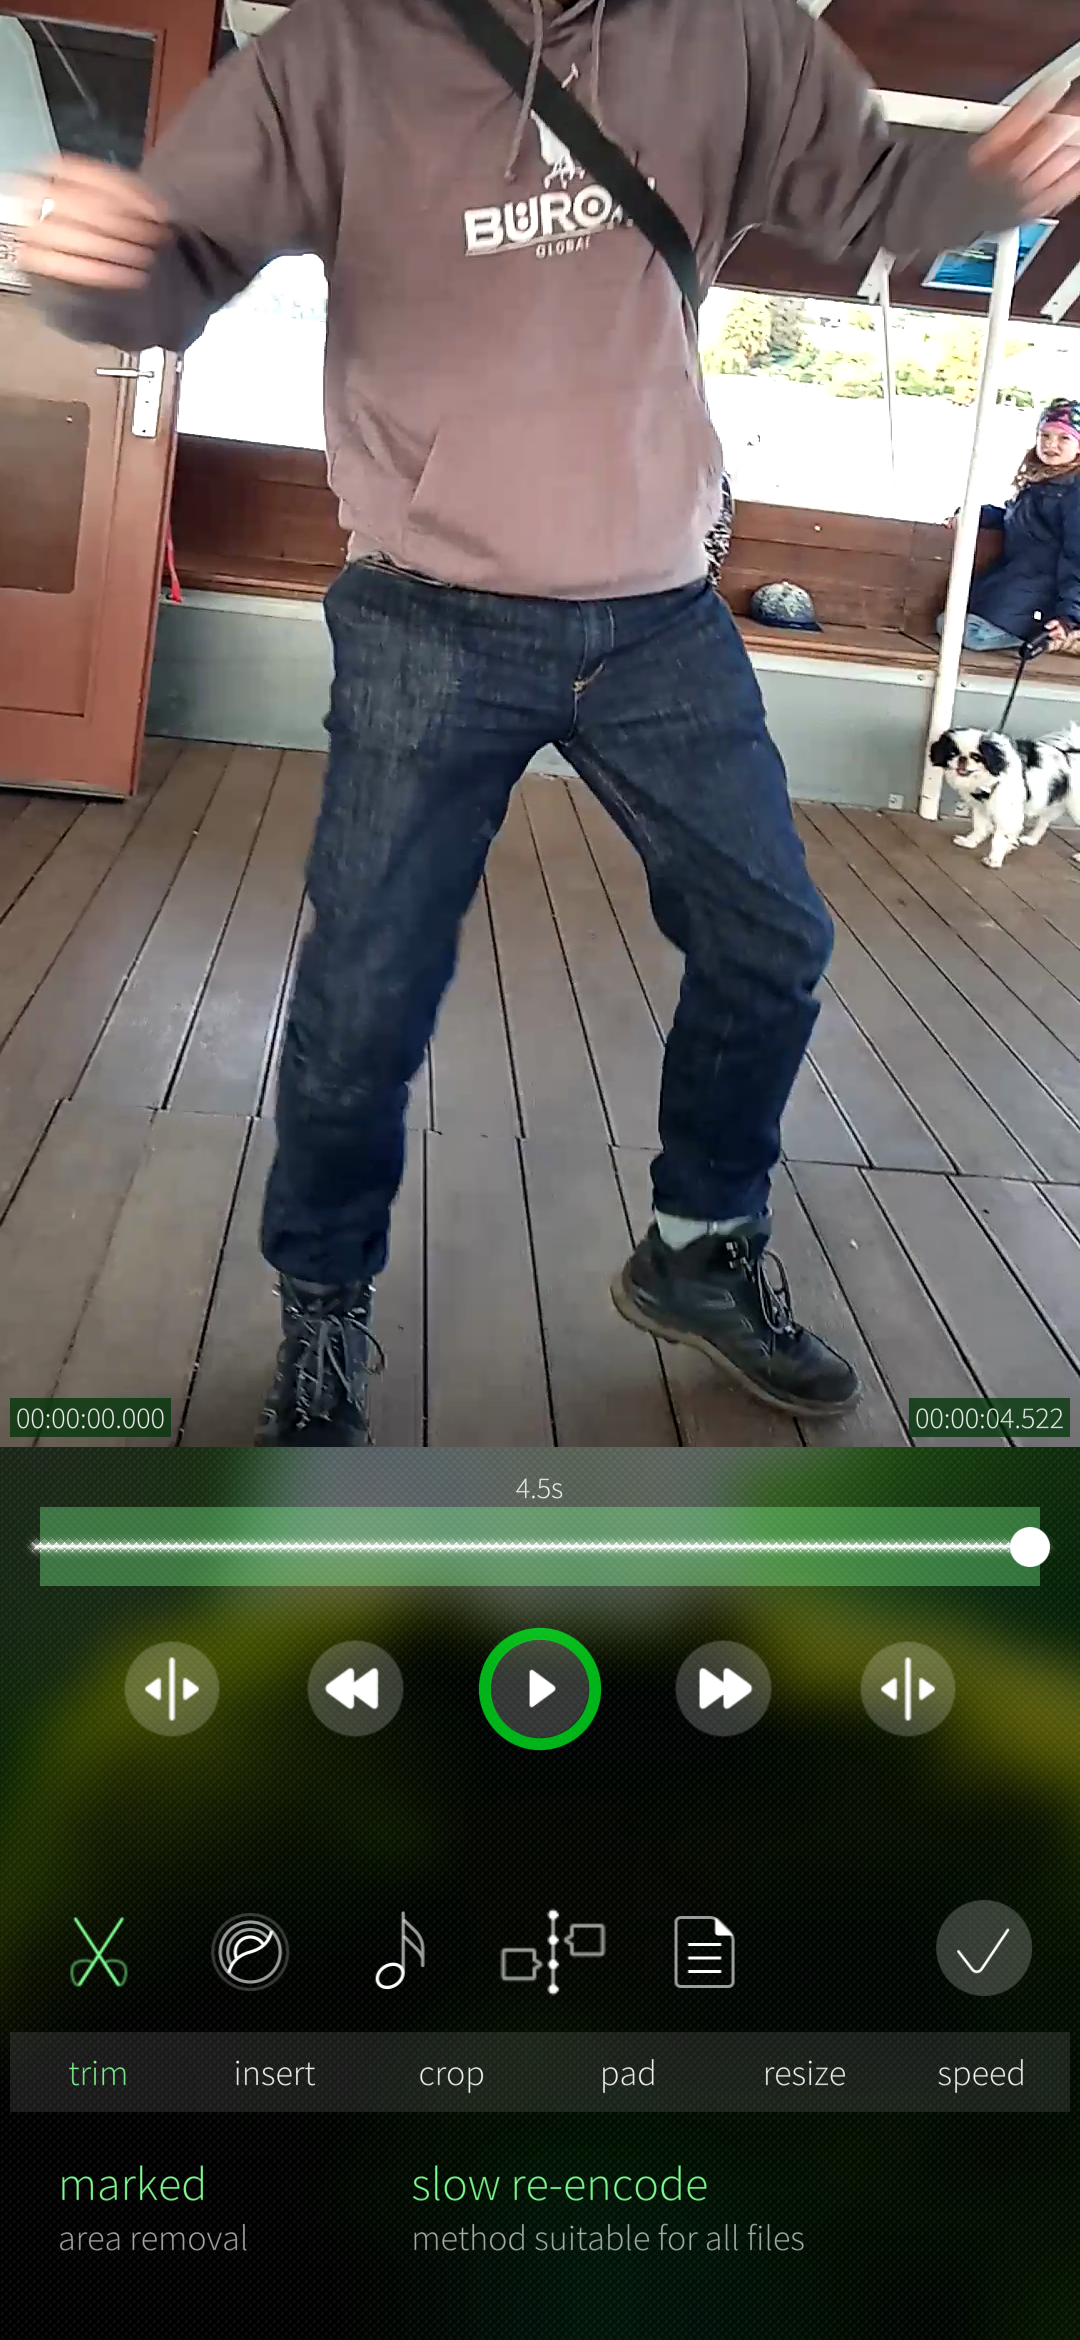 GLOBAL
00:00:00.000
00:00:04.522
4.5s
trim
insert
crop
pad
resize
speed
marked
area removal
slow re-encode
method suitable for all files